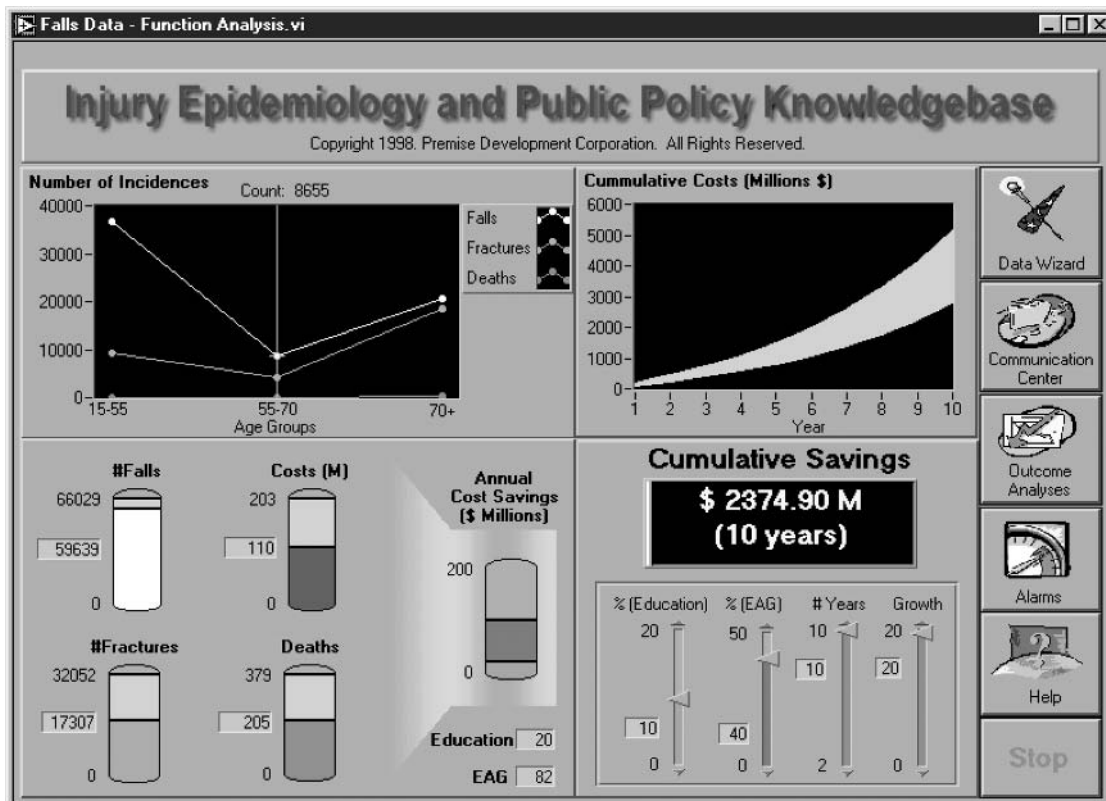 Falls Data - Function Analysis.vi
Injury Epidemiology and Public Policy Knowledgebase
Copyright 1998. Premise Development Corporation. All Rights Reserved.
Number of Incidences
Count: 8655
40000
30000
20000
10000
0
15-55
55-70
70+
Age Groups
Falls
Fractures
Deaths
Cummulative Costs (Millions $)
6000
5000
4000
3000
2000
1000
0
1 2 3 4 5 6 7 8 9 10
Year
Data Wizard
Communication
Center
Outcome
Analyses
Alarms
Help
Stop
#Falls
66029
59639
0
Costs (M)
203
110
0
#Fractures
32052
17307
0
Deaths
379
205
0
Annual
Cost Savings
($ Millions)
200
0
Education 20
EAG 82
Cumulative Savings
$ 2374.90 M
(10 years)
% (Education)
20
10
0
% (EAG)
50
40
0
# Years
10
10
2
Growth
20
20
0